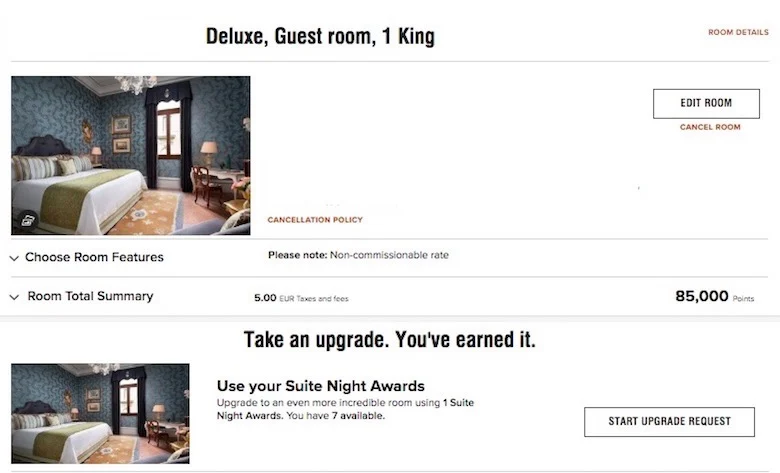 Deluxe, Guest room, 1 King
ROOM DETAILS
EDIT ROOM
CANCEL ROOM
CANCELLATION POLICY
Choose Room Features
Please note: Non-commissionable rate
Room Total Summary
5.00 EUR Taxes and fees
85,000 Points
Take an upgrade. You've earned it.
Use your Suite Night Awards
Upgrade to an even more incredible room using 1 Suite
Night Awards. You have 7 available.
START UPGRADE REQUEST